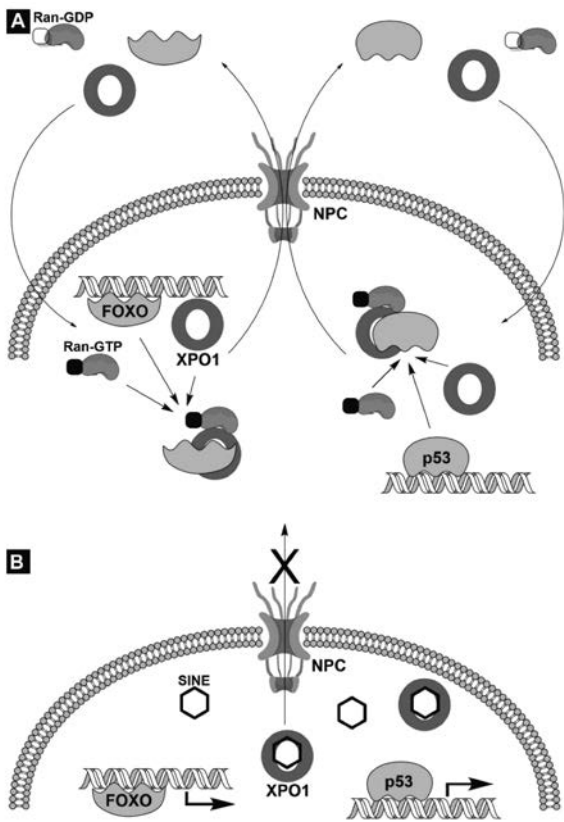 A
Ran-GDP
NPC
FOXO
XPO1
Ran-GTP
p53
B
X
NPC
SINE
XPO1
FOXO
p53